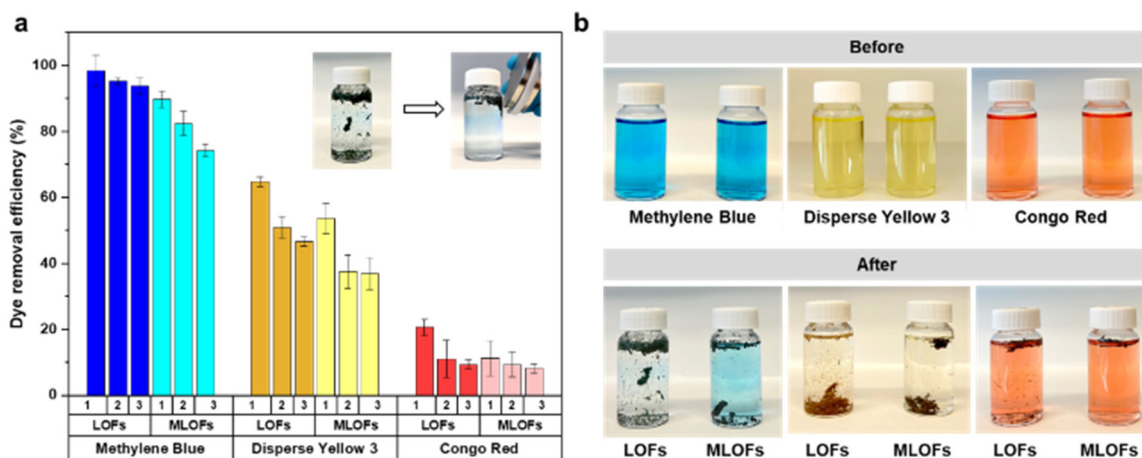 a
Dye removal efficiency (%)
100
80
60
40
20
0
1 2 3 1 2 3 1 2 3 1 2 3 1 2 3 1 2 3
LOFs MLOFs LOFs MLOFs LOFs MLOFs
Methylene Blue Disperse Yellow 3 Congo Red
b
Before
Methylene Blue Disperse Yellow 3 Congo Red
After
LOFs MLOFs LOFs MLOFs LOFs MLOFs